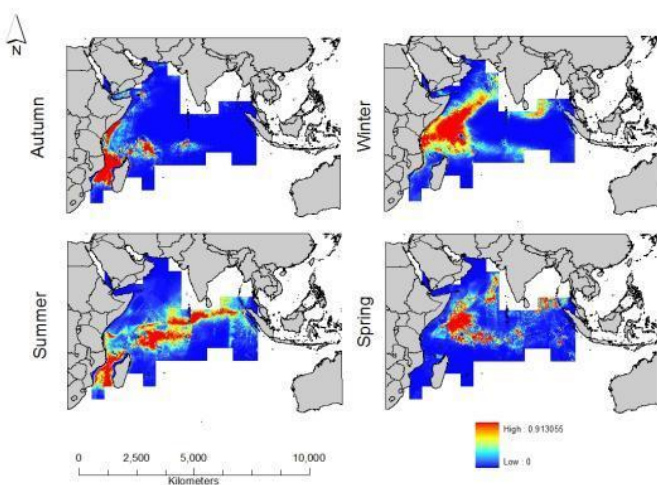 N
Autumn
Winter
Summer
Spring
High : 0.913055
Low : 0
0 2,500 5,000 10,000
Kilometers